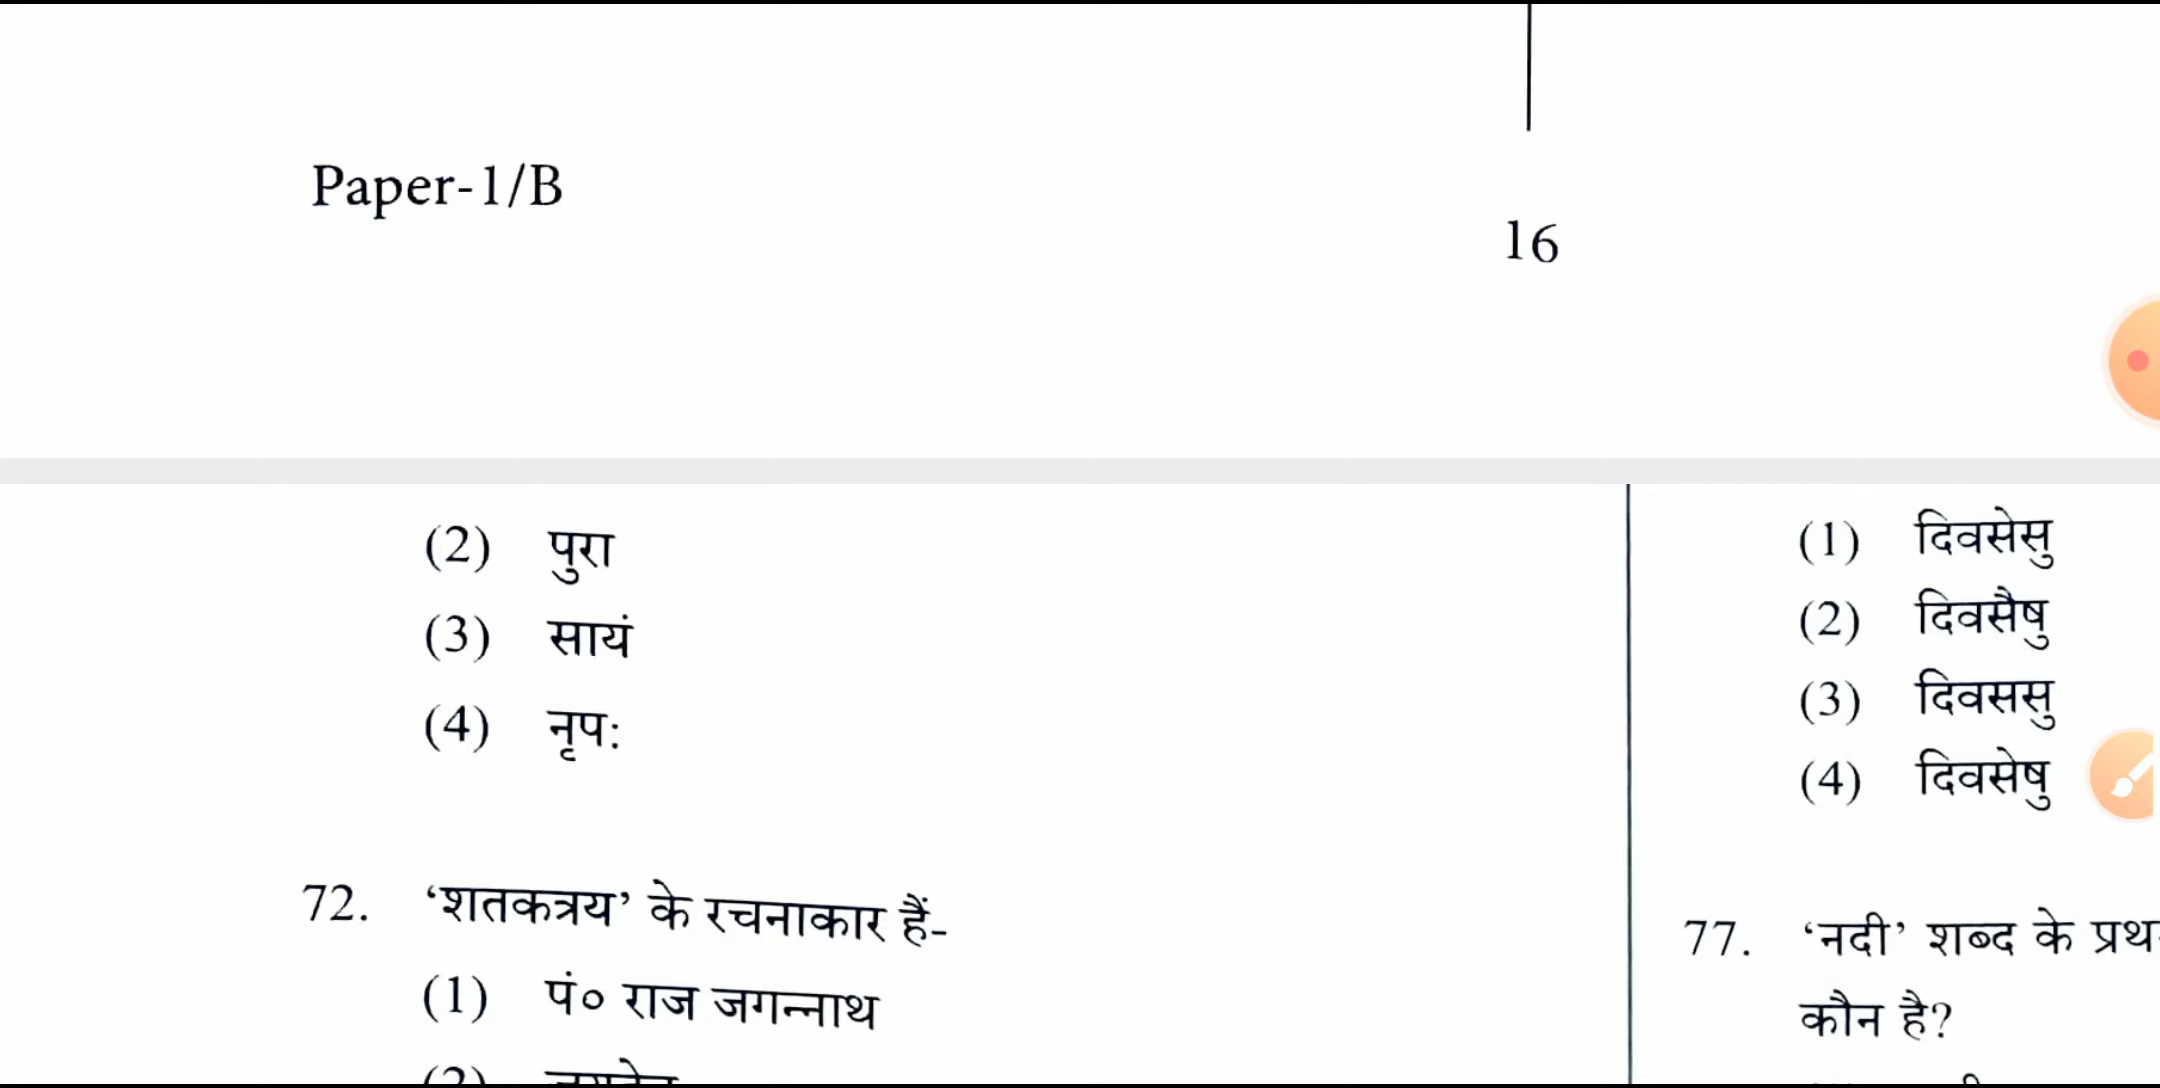 Paper-1/B
16
(2) पुरा
(3) सायं
(4) नृपः
72. ‘शतकत्रय’ के रचनाकार हैं-
(1) पं० राज जगन्नाथ
(2)
(1) दिवसेसु
(2) दिवसैषु
(3) दिवससु
(4) दिवसेषु
77. ‘नदी’ शब्द के
कौन है?